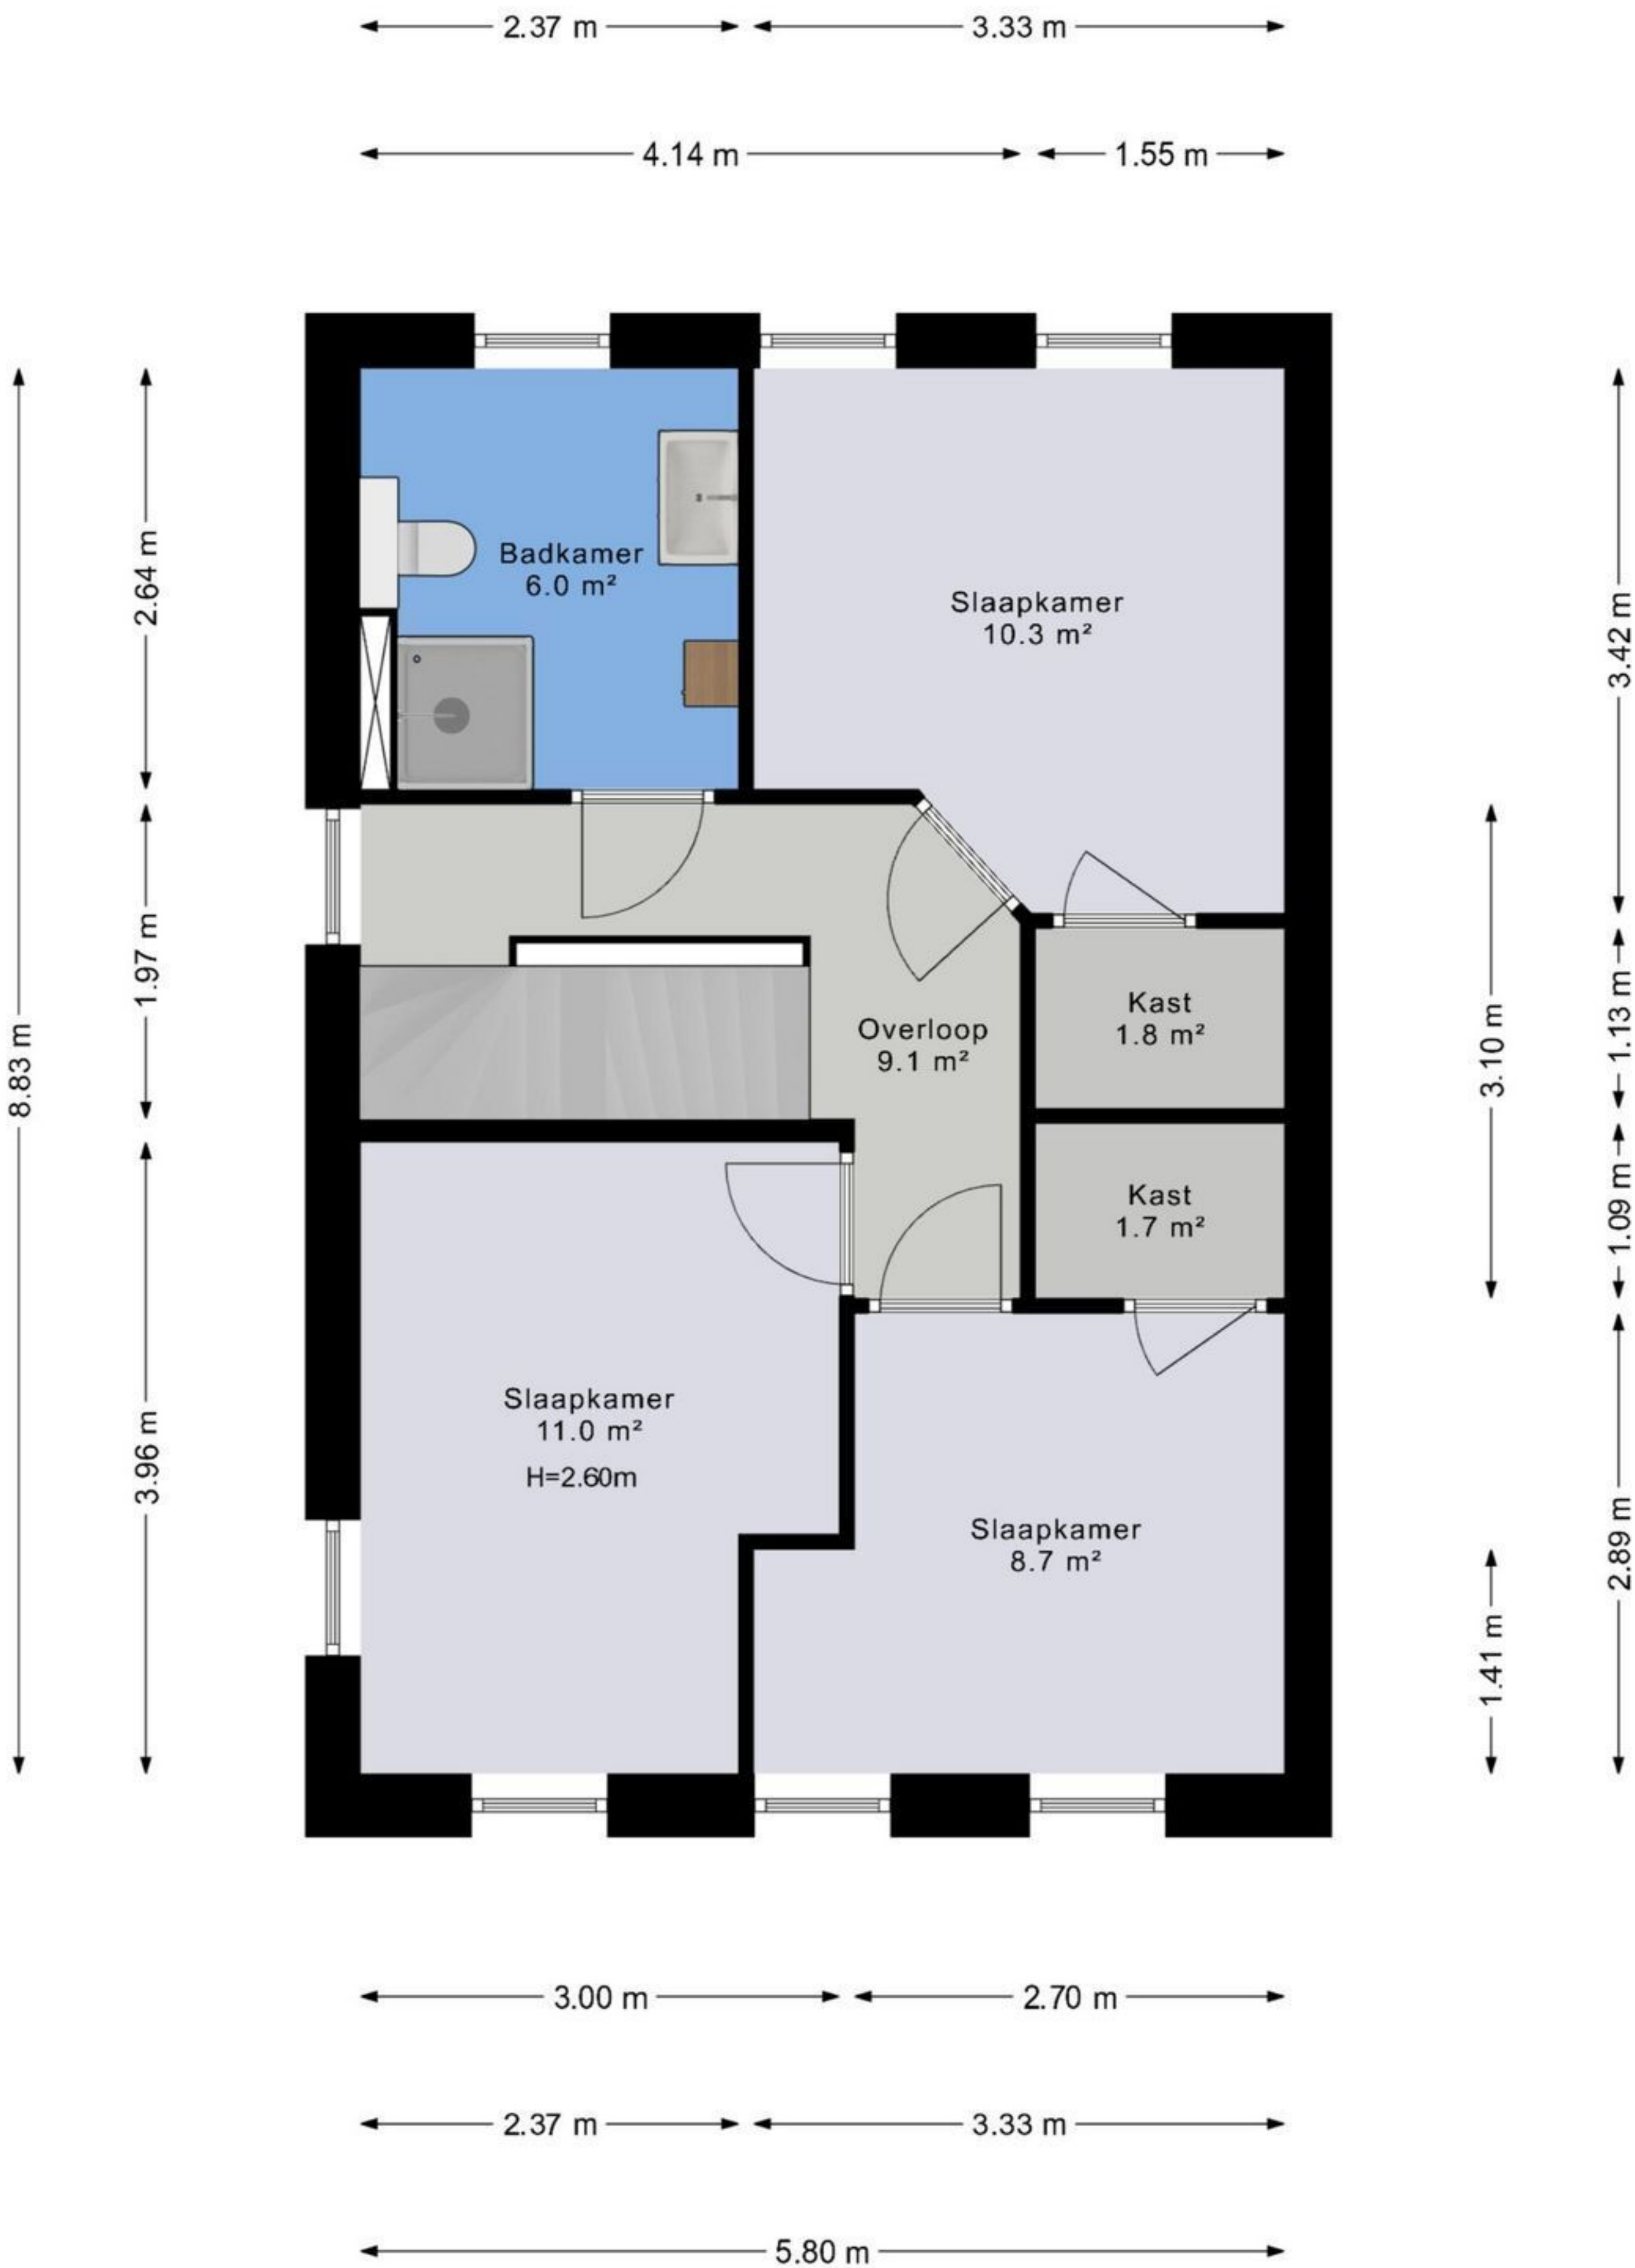 2.37 m
3.33 m
4.14 m
1.55 m
Badkamer
6.0 m²
Slaapkamer
10.3 m²
2.64 m
3.42 m
1.97 m
8.83 m
Overloop
9.1 m²
Kast
1.8 m²
3.10 m
1.13 m
Kast
1.7 m²
1.09 m
Slaapkamer
11.0 m²
H=2.60m
3.96 m
Slaapkamer
8.7 m²
2.89 m
1.41 m
3.00 m
2.70 m
2.37 m
3.33 m
5.80 m